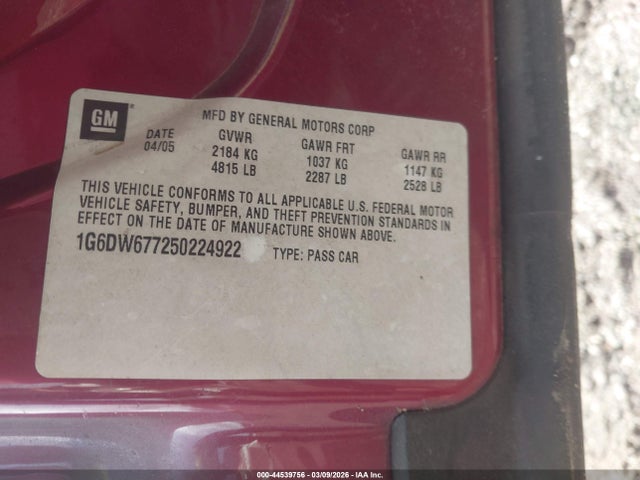 GM
MFD BY GENERAL MOTORS CORP
DATE GVWR GAWR FRT GAWR RR
04/05 2184 KG 1037 KG 1147 KG
4815 LB 2287 LB 2528 LB
THIS VEHICLE CONFORMS TO ALL APPLICABLE U.S. FEDERAL MOTOR
VEHICLE SAFETY, BUMPER, AND THEFT PREVENTION STANDARDS IN
EFFECT ON THE DATE OF MANUFACTURE SHOWN ABOVE.
1G6DW677250224922 TYPE: PASS CAR
000-44539756 | 03/09/2026 | IAA Inc.